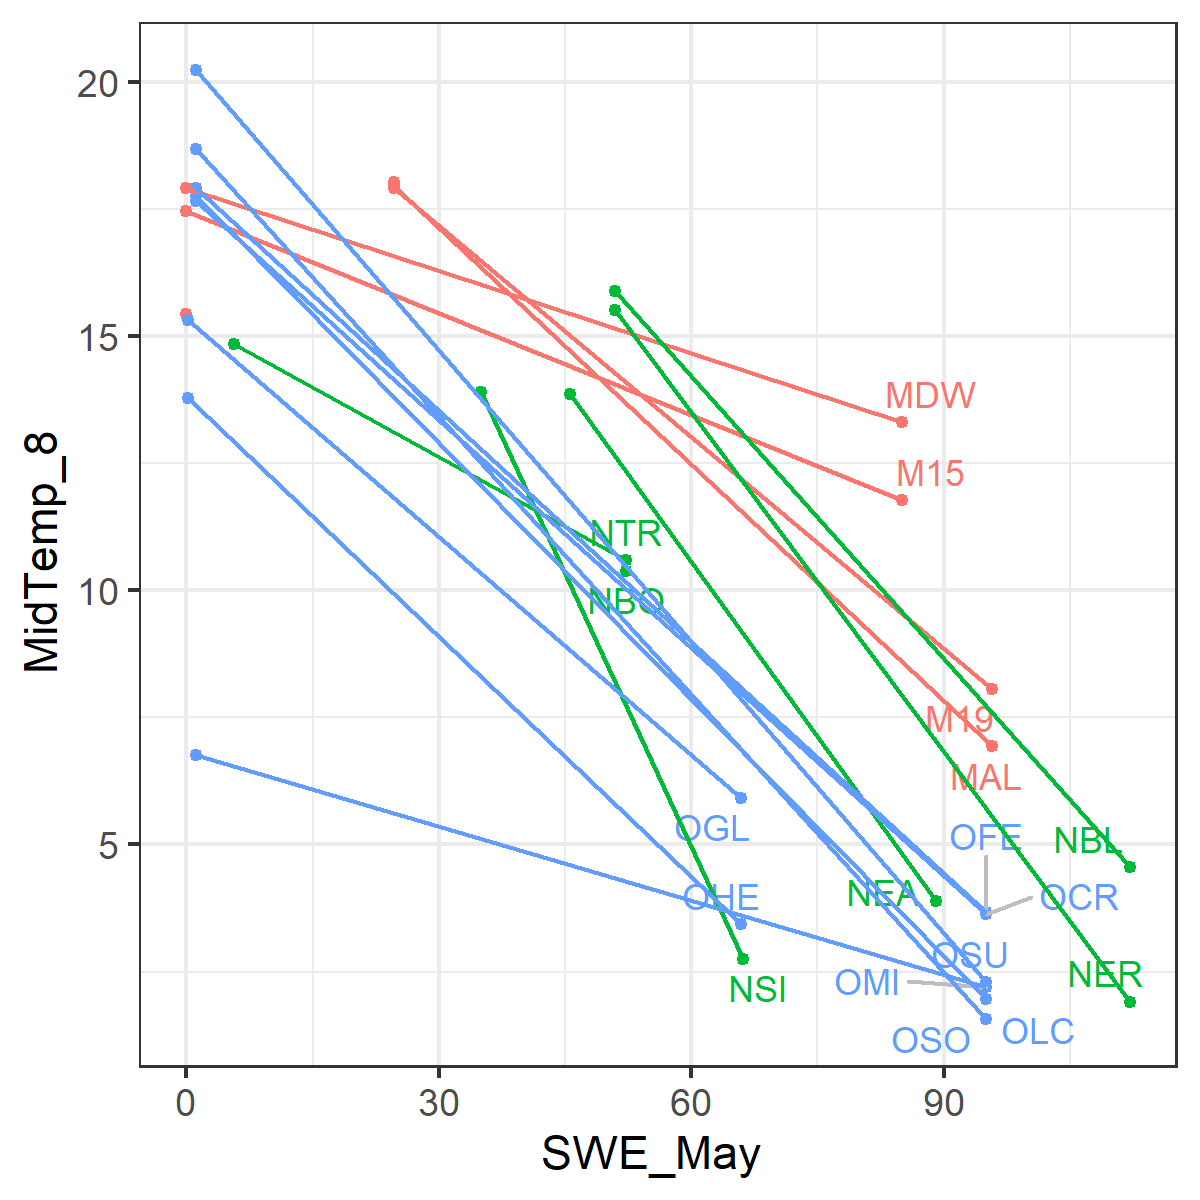 20
15
10
5
MidTemp_8
MDW
M15
NTR
NBO
M19
MAL
OGL
OFE
NBL
OHE
NEA
OCR
OSU
NSI
OMI
NER
OSO
OLC
0 30 60 90
SWE_May